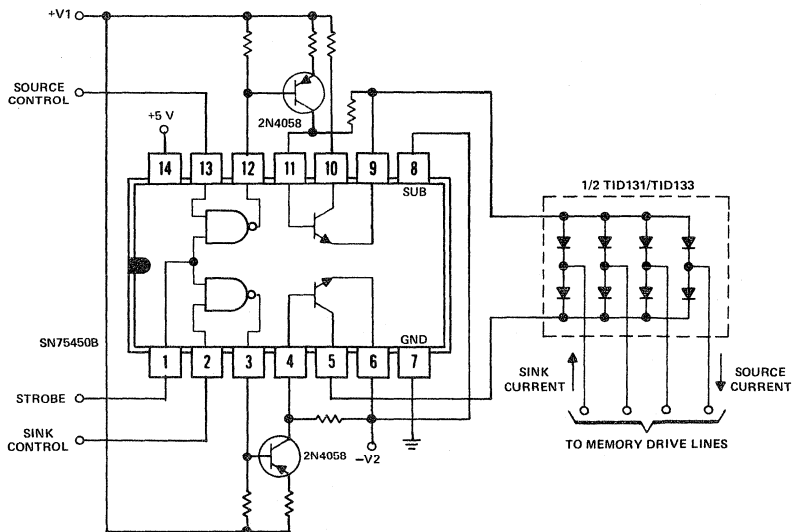 +V1
SOURCE
CONTROL
+5 V
2N4058
14 13 12 11 10 9 8
SUB
1/2 TID131/TID133
SN75450B
GND
1 2 3 4 5 6 7
SINK
CURRENT
SOURCE
CURRENT
STROBE
SINK
CONTROL
2N4058
−V2
TO MEMORY DRIVE LINES